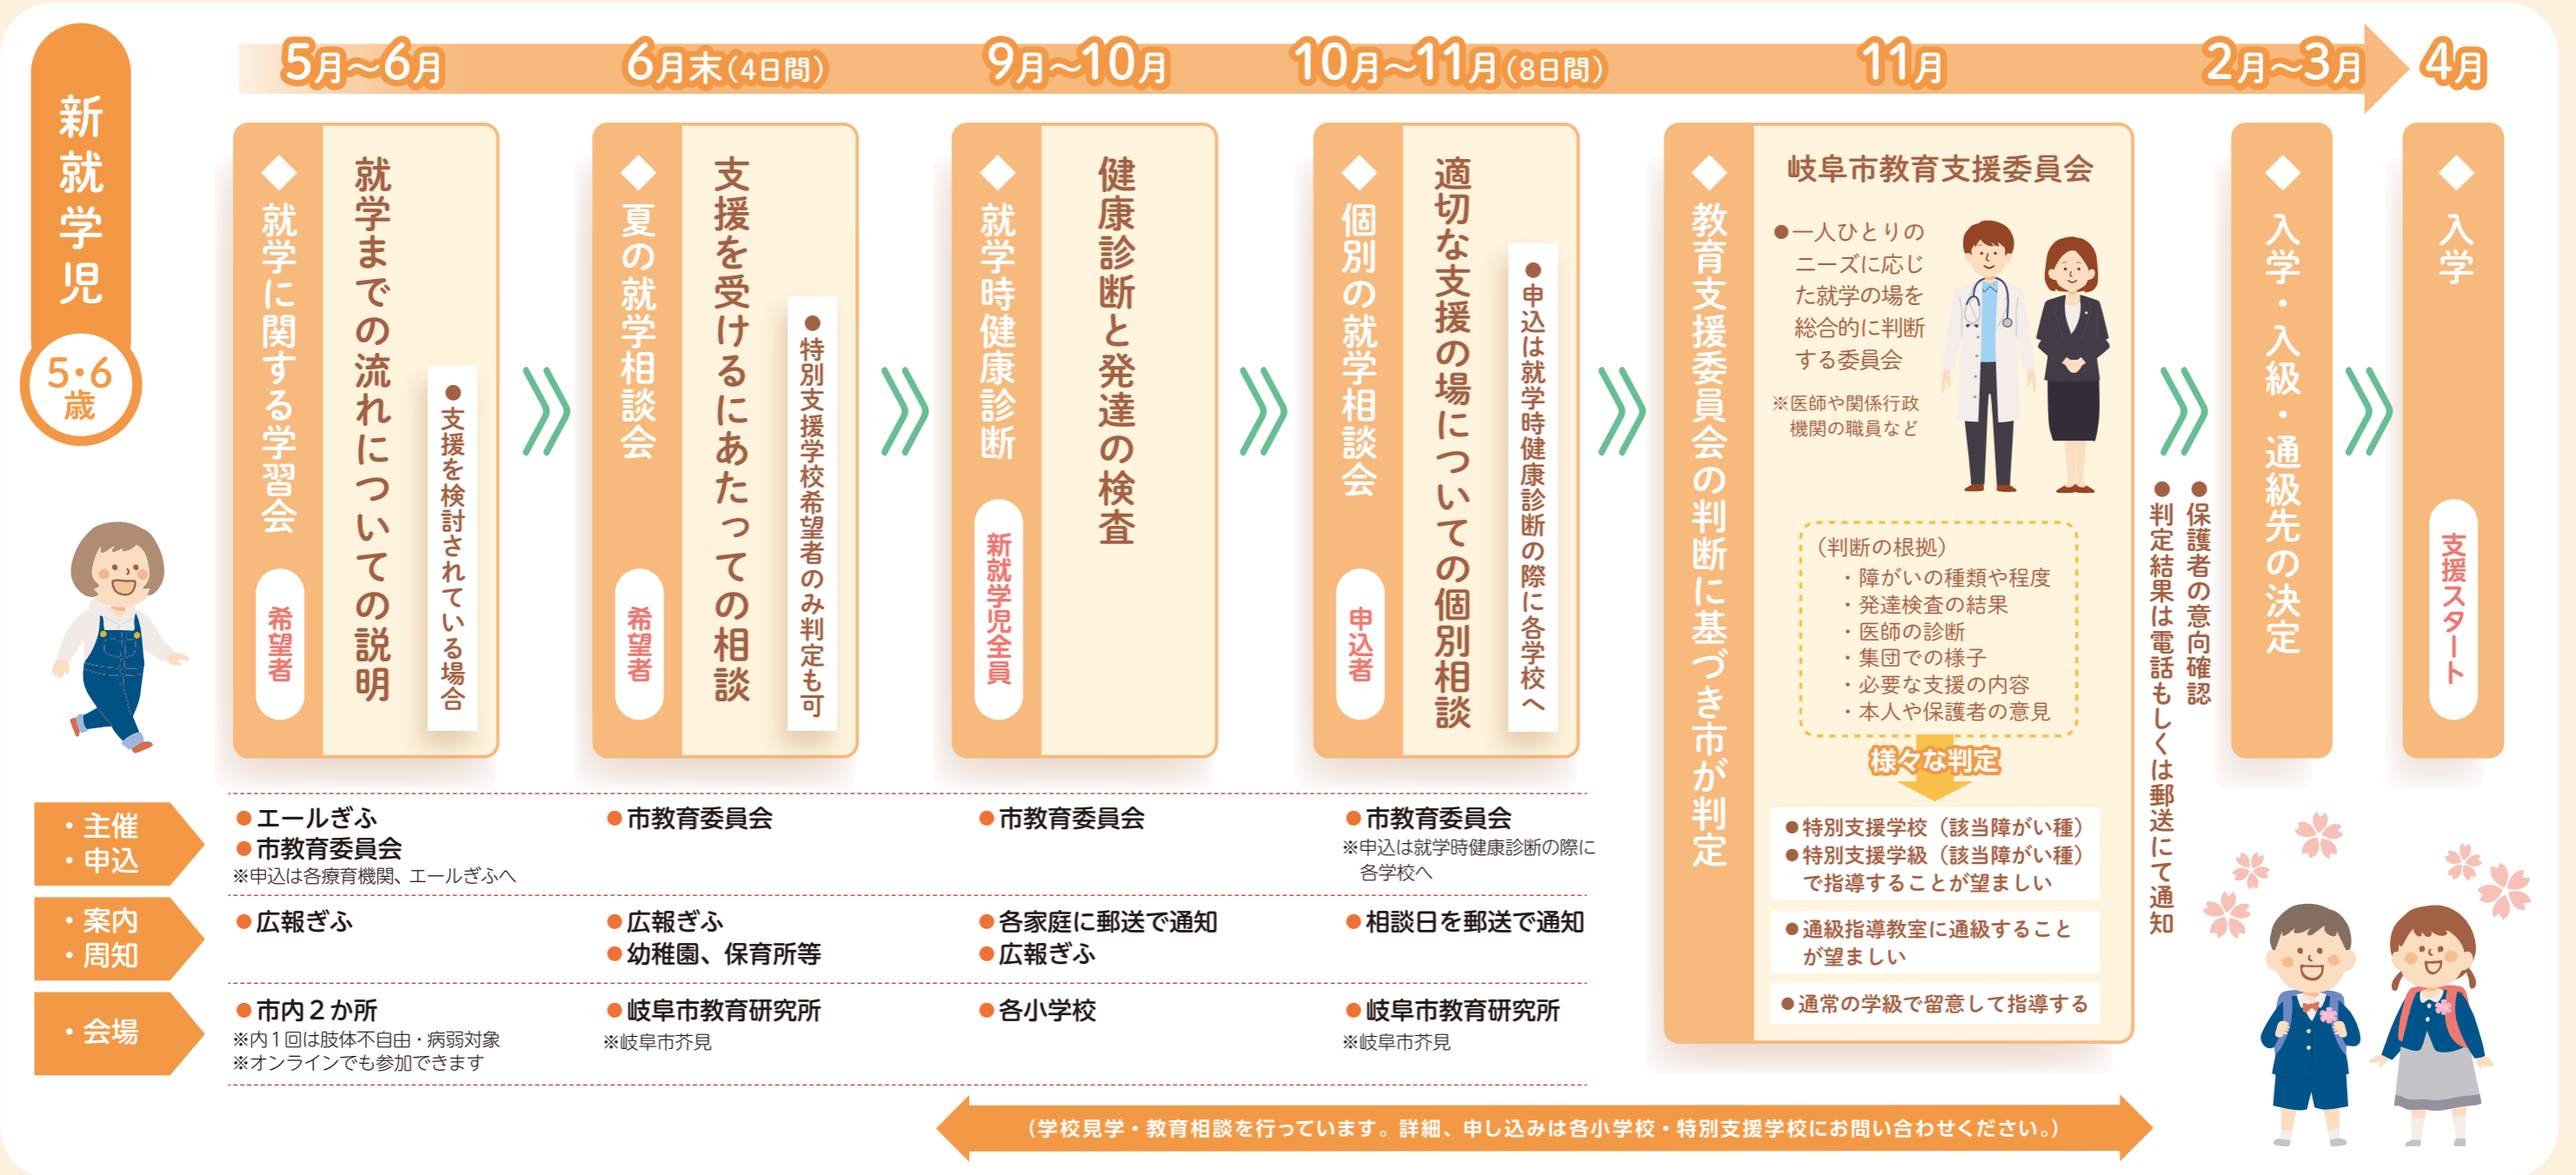 新就学児
5・6
歳
5月～6月
6月末(4日間)
9月～10月
10月～11月(8日間)
11月
2月～3月
4月
◆就学に関する学習会
希望者
就学までの流れについての説明
●支援を検討されている場合
◆夏の就学相談会
希望者
支援を受けるにあたっての相談
●特別支援学校希望者のみ判定も可
◆就学時健康診断
新就学児全員
健康診断と発達の検査
◆個別の就学相談会
申込者
適切な支援の場についての個別相談
●申込は就学時健康診断の際に各学校へ
◆教育支援委員会の判断に基づき市が判定
岐阜市教育支援委員会
●一人ひとりの
ニーズに応じ
た就学の場を
総合的に判断
する委員会
※医師や関係行政
機関の職員など
(判断の根拠)
・障がいの種類や程度
・発達検査の結果
・医師の診断
・集団での様子
・必要な支援の内容
・本人や保護者の意見
様々な判定
●特別支援学校（該当障がい種）
●特別支援学級（該当障がい種）
で指導することが望ましい
●通級指導教室に通級すること
が望ましい
●通常の学級で留意して指導する
●保護者の意向確認
●判定結果は電話もしくは郵送にて通知
◆入学・入級・通級先の決定
◆入学
支援スタート
・主催
・申込
●エールぎふ
●市教育委員会
※申込は各療育機関、エールぎふへ
●市教育委員会
●市教育委員会
●市教育委員会
※申込は就学時健康診断の際に
各学校へ
・案内
・周知
●広報ぎふ
●広報ぎふ
●幼稚園、保育所等
●各家庭に郵送で通知
●広報ぎふ
●相談日を郵送で通知
・会場
●市内２か所
※内１回は肢体不自由・病弱対象
※オンラインでも参加できます
●岐阜市教育研究所
※岐阜市芥見
●各小学校
●岐阜市教育研究所
※岐阜市芥見
（学校見学・教育相談を行っています。詳細、申し込みは各小学校・特別支援学校にお問い合わせください。）